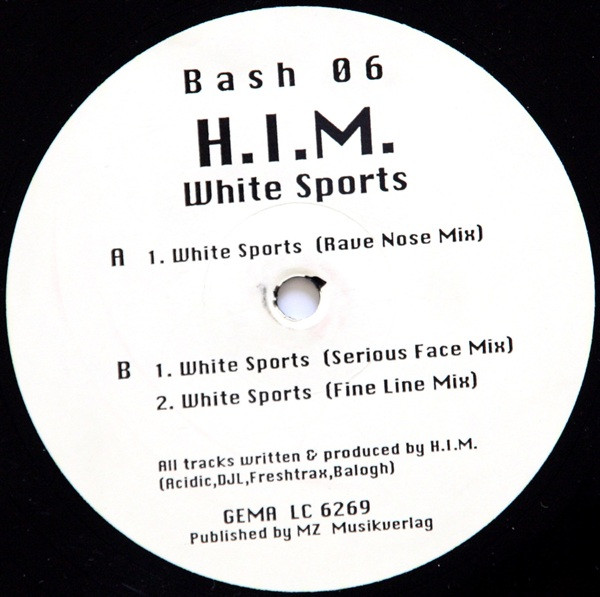 Bash 06
H.I.M.
White Sports
A 1. White Sports (Rave Nose Mix)
B 1. White Sports (Serious Face Mix)
2. White Sports (Fine Line Mix)
All tracks written & produced by H.I.M.
(Acidic,DJL,Freshtrax,Balogh)
GEMA LC 6269
Published by MZ Musikverlag